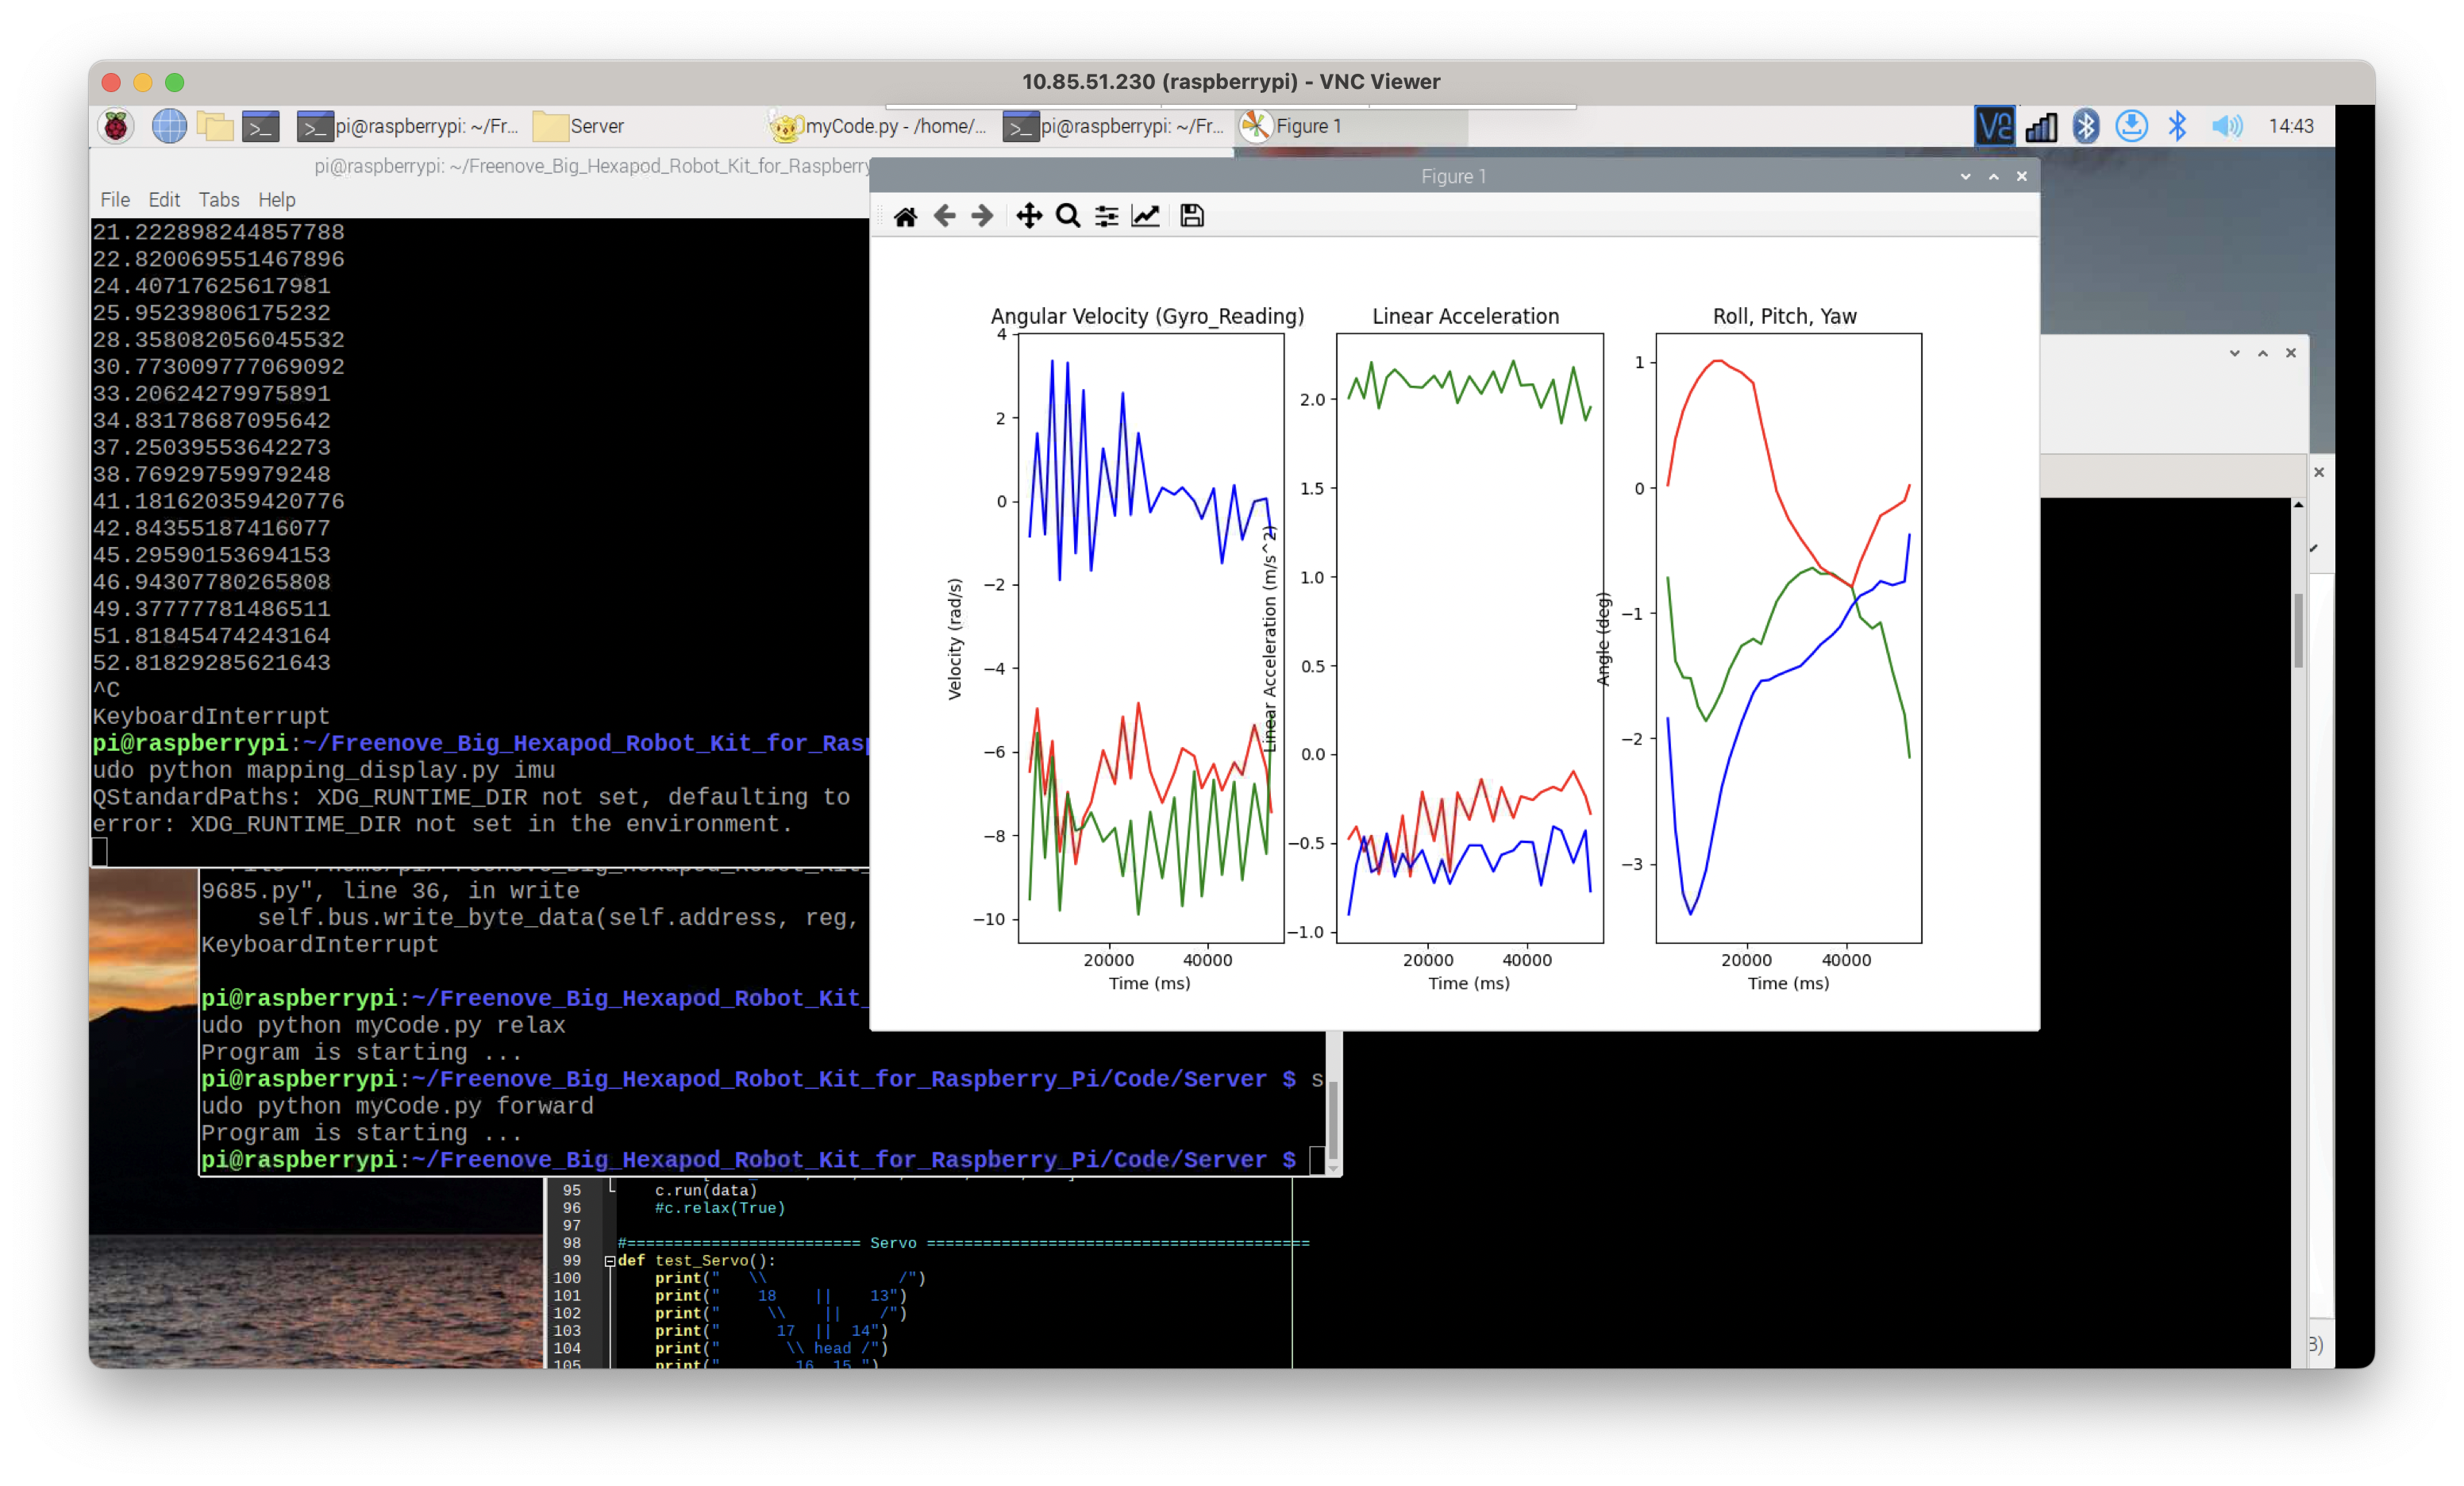 10.85.51.230 (raspberrypi) - VNC Viewer
pi@raspberrypi: ~/Fr...
Server
myCode.py - /home/...
pi@raspberrypi: ~/Fr...
Figure 1
14:43
pi@raspberrypi: ~/Freenove_Big_Hexapod_Robot_Kit_for_Raspberry
File Edit Tabs Help
21.222898244857788
22.820069551467896
24.40717625617981
25.95239806175232
28.358082056045532
30.773009777069092
33.20624279975891
34.83178687095642
37.25039553642273
38.76929759979248
41.181620359420776
42.84355187416077
45.29590153694153
46.94307780265808
49.37777781486511
51.81845474243164
52.81829285621643
^C
KeyboardInterrupt
pi@raspberrypi:~/Freenove_Big_Hexapod_Robot_Kit_for_Rasp
udo python mapping_display.py imu
QStandardPaths: XDG_RUNTIME_DIR not set, defaulting to
error: XDG_RUNTIME_DIR not set in the environment.
Figure 1
Angular Velocity (Gyro_Reading)
Velocity (rad/s)
4
2
0
−2
−4
−6
−8
−10
20000 40000
Time (ms)
Linear Acceleration
Linear Acceleration (m/s^2)
2.0
1.5
1.0
0.5
0.0
−0.5
−1.0
20000 40000
Time (ms)
Roll, Pitch, Yaw
Angle (deg)
1
0
−1
−2
−3
20000 40000
Time (ms)
9685.py", line 36, in write
self.bus.write_byte_data(self.address, reg,
KeyboardInterrupt
pi@raspberrypi:~/Freenove_Big_Hexapod_Robot_Kit_
udo python myCode.py relax
Program is starting ...
pi@raspberrypi:~/Freenove_Big_Hexapod_Robot_Kit_for_Raspberry_Pi/Code/Server $ s
udo python myCode.py forward
Program is starting ...
pi@raspberrypi:~/Freenove_Big_Hexapod_Robot_Kit_for_Raspberry_Pi/Code/Server $
95 c.run(data)
96 #c.relax(True)
97
98 #========================== Servo =========================================
99 def test_Servo():
100 print("   \\              /")
101 print("    18    ||    13")
102 print("     \\    ||    /")
103 print("      17  ||  14")
104 print("       \\ head /")
105 print("        16  15 ")
B)